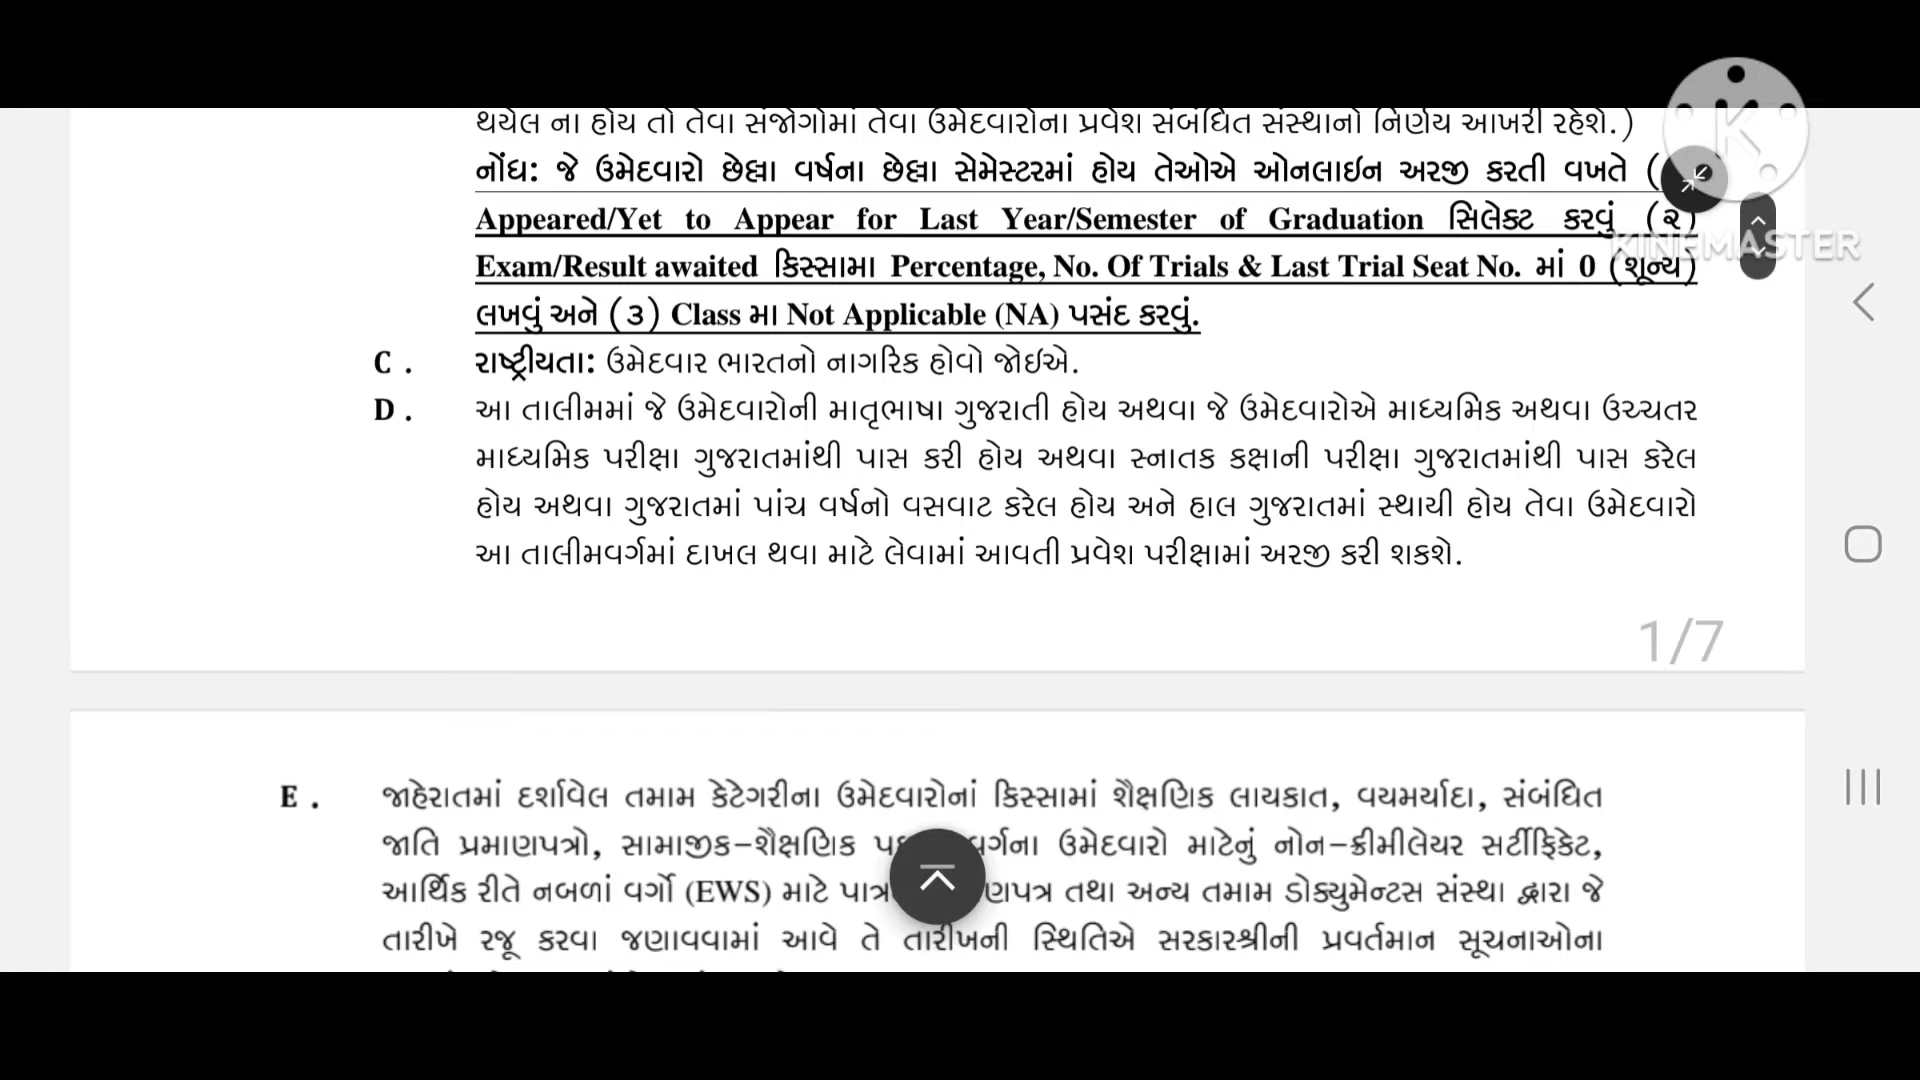 થયેલ ના હોય તો તેવા સંજોગોમાં તેવા ઉમેદવારોના પ્રવેશ સંબંધિત સંસ્થાનો નિર્ણય આખરી રહેશે.)
નોંધ: જે ઉમેદવારો છેલ્લા વર્ષના છેલ્લા સેમેસ્ટરમાં હોય તેઓએ ઓનલાઈન અરજી કરતી વખતે (
Appeared/Yet to Appear for Last Year/Semester of Graduation સિલેક્ટ કરવું (૨)
Exam/Result awaited કિસ્સામા Percentage, No. Of Trials & Last Trial Seat No. માં 0 (શૂન્ય)
લખવું અને (૩) Class મા Not Applicable (NA) પસંદ કરવું.
C. રાષ્ટ્રીયતા: ઉમેદવાર ભારતનો નાગરિક હોવો જોઈએ.
D. આ તાલીમમાં જે ઉમેદવારોની માતૃભાષા ગુજરાતી હોય અથવા જે ઉમેદવારોએ માધ્યમિક અથવા ઉચ્ચતર
માધ્યમિક પરીક્ષા ગુજરાતમાંથી પાસ કરી હોય અથવા સ્નાતક કક્ષાની પરીક્ષા ગુજરાતમાંથી પાસ કરેલ
હોય અથવા ગુજરાતમાં પાંચ વર્ષનો વસવાટ કરેલ હોય અને હાલ ગુજરાતમાં સ્થાયી હોય તેવા ઉમેદવારો
આ તાલીમવર્ગમાં દાખલ થવા માટે લેવામાં આવતી પ્રવેશ પરીક્ષામાં અરજી કરી શકશે.
1/7
E. જાહેરાતમાં દર્શાવેલ તમામ કેટેગરીના ઉમેદવારોનાં કિસ્સામાં શૈક્ષણિક લાયકાત, વયમર્યાદા, સંબંધિત
જાતિ પ્રમાણપત્રો, સામાજીક-શૈક્ષણિક ઉમેદવારો માટેનું નોન-ક્રીમીલેયર સર્ટીફિકેટ,
આર્થિક રીતે નબળાં વર્ગો (EWS) માટે તથા અન્ય તમામ ડોક્યુમેન્ટસ સંસ્થા દ્વારા જે
તારીખે રજૂ કરવા જણાવવામાં આવે તે તારીખની સ્થિતિએ સરકારશ્રીની પ્રવર્તમાન સૂચનાઓના
KINEMASTER